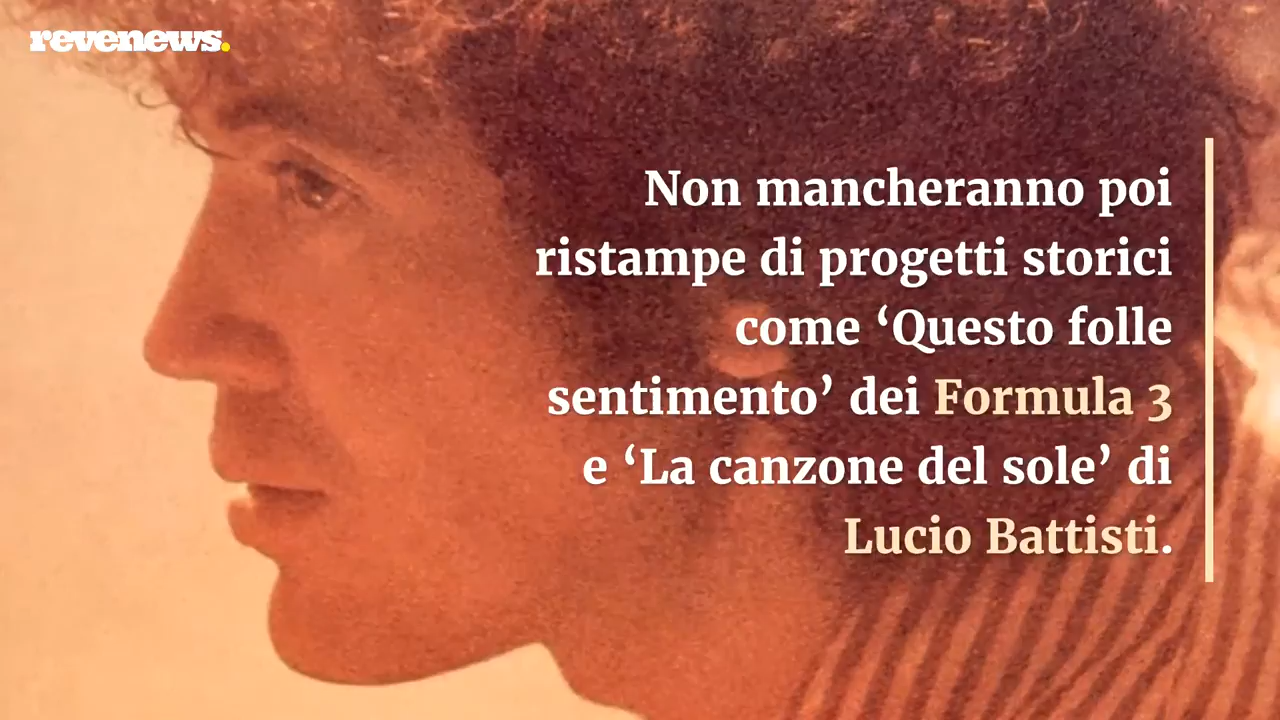 revenews.
Non mancheranno poi
ristampe di progetti storici
come ‘Questo folle
sentimento’ dei Formula 3
e ‘La canzone del sole’ di
Lucio Battisti.